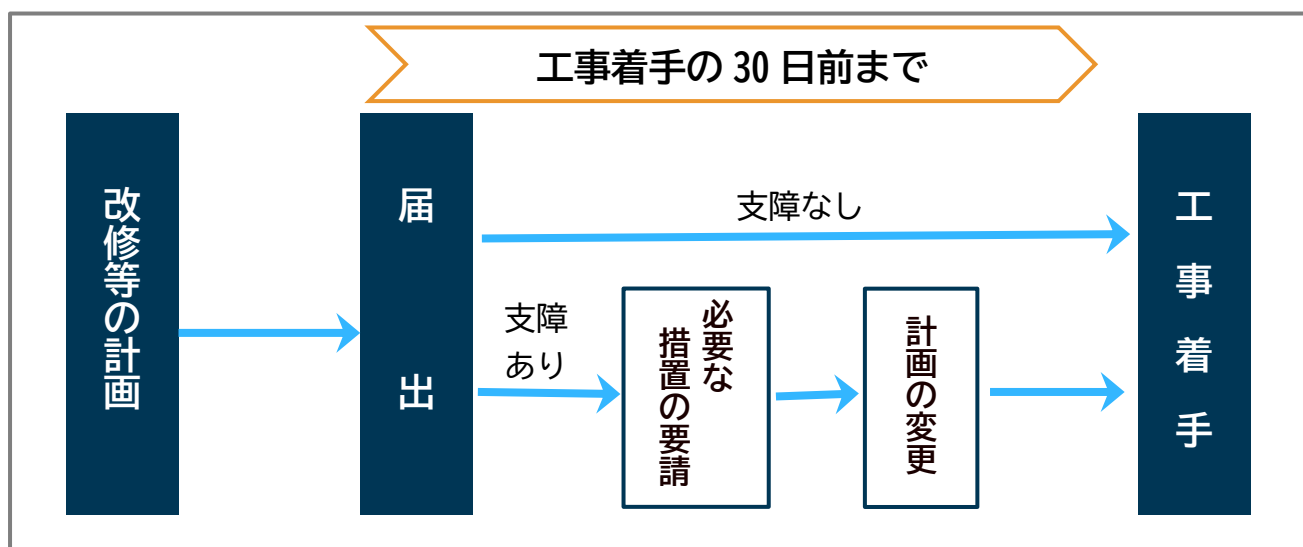 工事着手の 30 日前まで
改修等の計画
届出
支障なし
支障
あり
必要な
措置の要請
計画の変更
工事着手